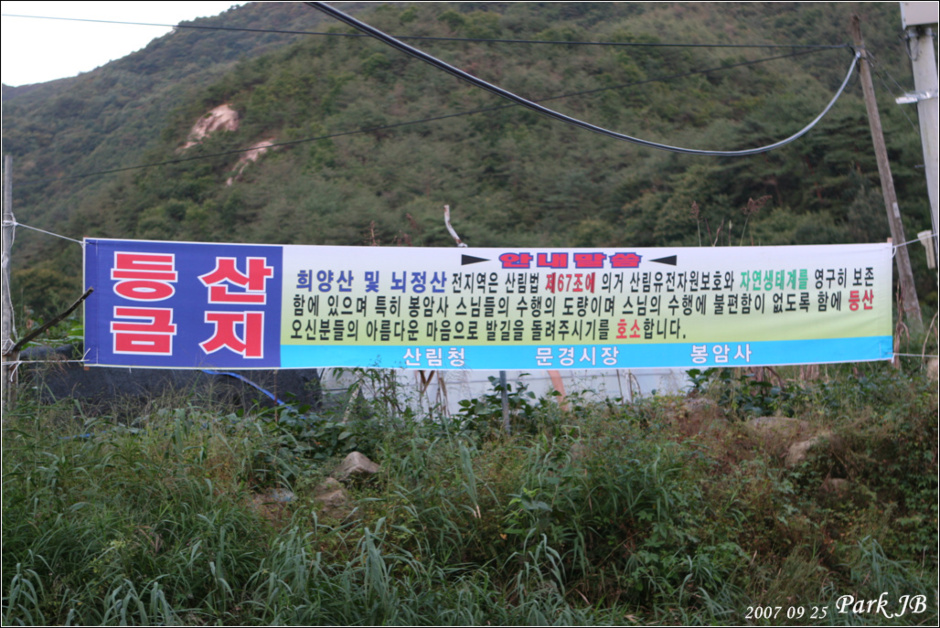 등산
금지
안내말씀
희양산 및 뇌정산 전지역은 산림법 제67조에 의거 산림유전자원보호와 자연생태계를 영구히 보존
함에 있으며 특히 봉암사 스님들의 수행의 도량이며 스님의 수행에 불편함이 없도록 함에 등산
오신분들의 아름다운 마음으로 발길을 돌려주시기를 호소합니다.
산림청 문경시장 봉암사
2007 09 25 Park JB